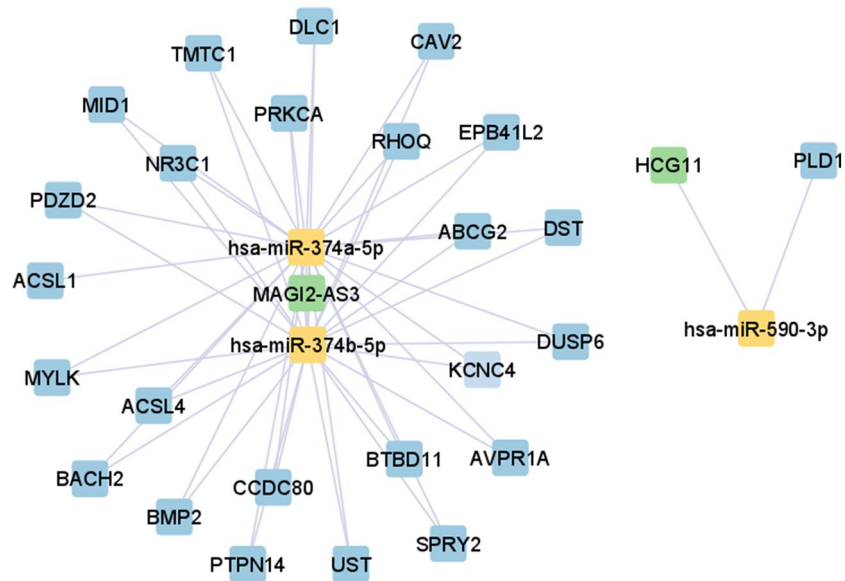 DLC1
CAV2
TMTC1
MID1
PRKCA
RHOQ
EPB41L2
NR3C1
HCG11
PLD1
PDZD2
ABCG2
DST
hsa-miR-374a-5p
ACSL1
MAGI2-AS3
hsa-miR-590-3p
hsa-miR-374b-5p
DUSP6
KCNC4
MYLK
ACSL4
BTBD11
AVPR1A
BACH2
CCDC80
BMP2
SPRY2
PTPN14
UST